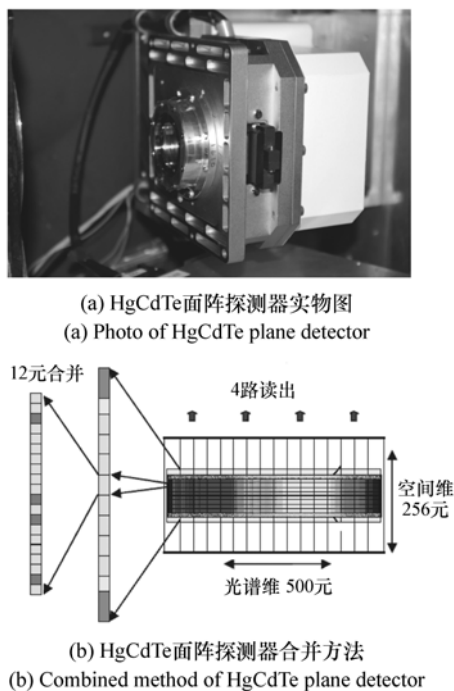 (a) HgCdTe面阵探测器实物图
(a) Photo of HgCdTe plane detector
12元合并
4路读出
空间维
256元
光谱维 500元
(b) HgCdTe面阵探测器合并方法
(b) Combined method of HgCdTe plane detector